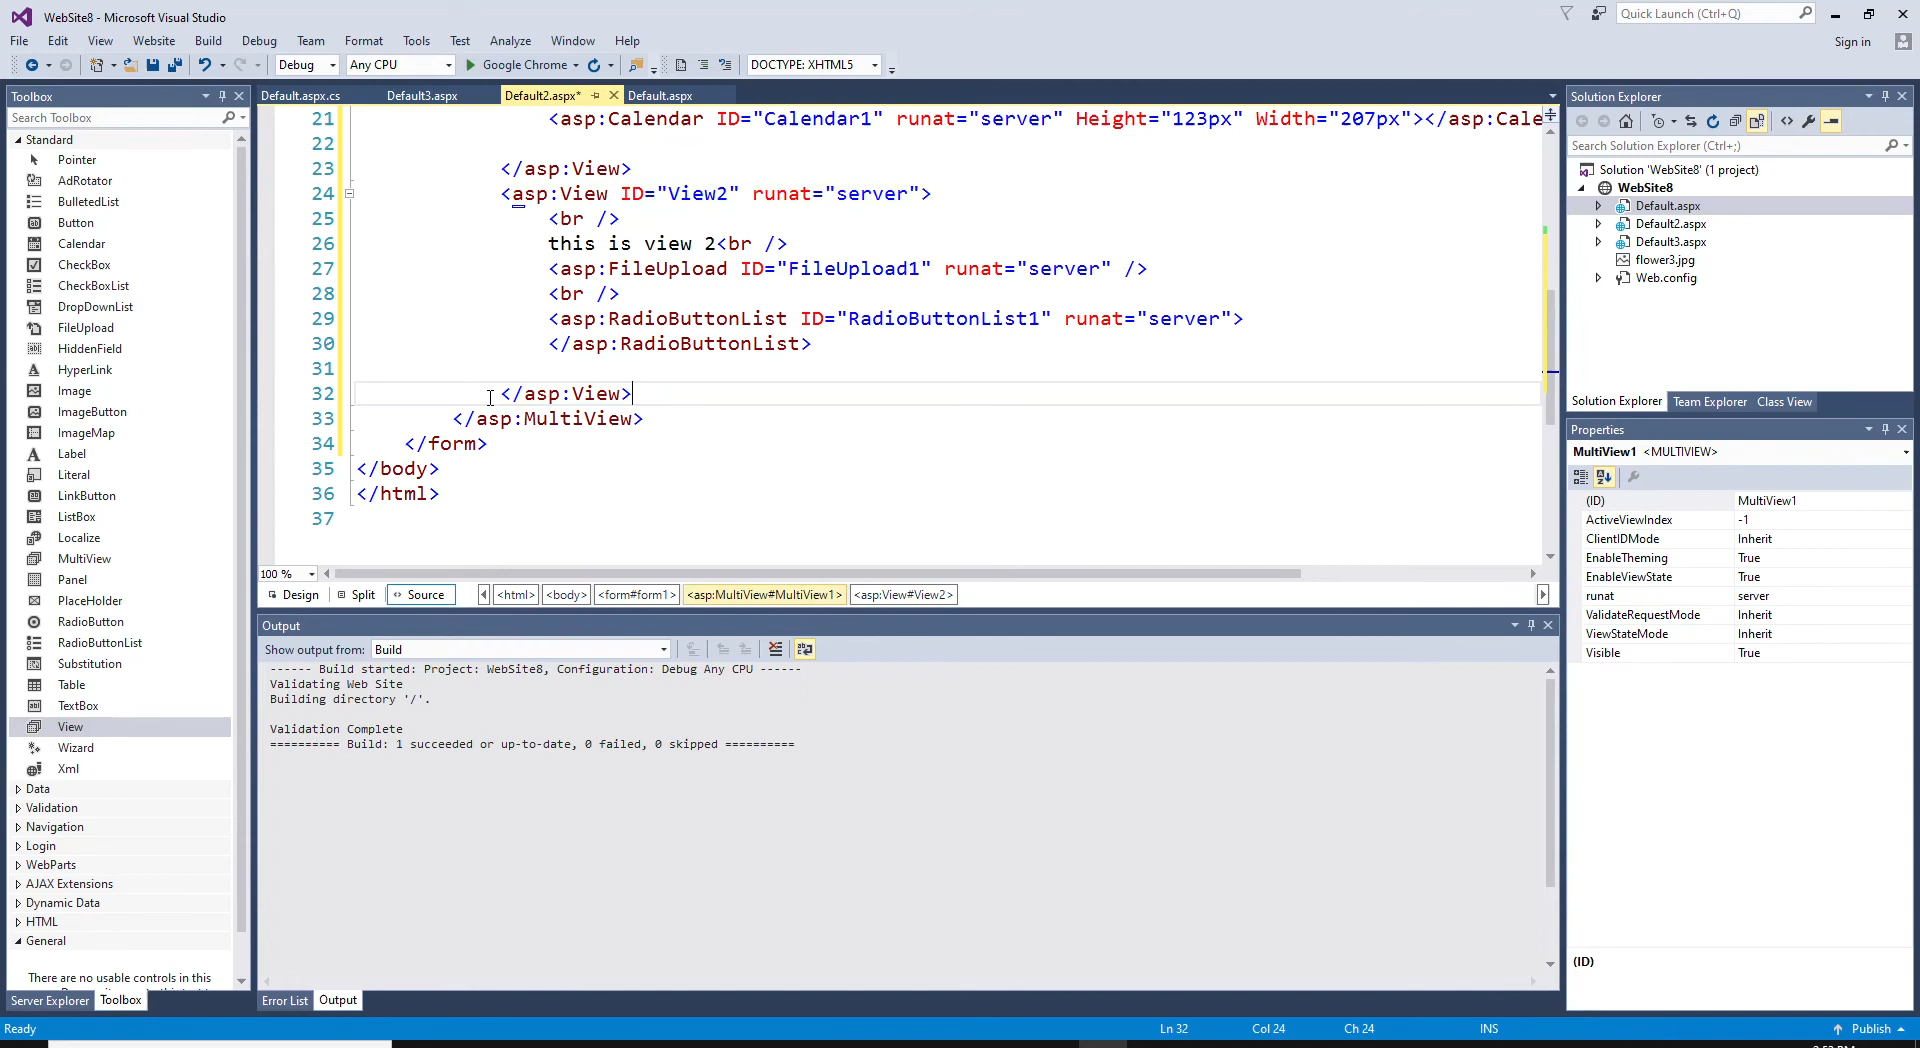 WebSite8 - Microsoft Visual Studio
Quick Launch (Ctrl+Q)
File Edit View Website Build Debug Team Format Tools Test Analyze Window Help
Sign in
Debug Any CPU Google Chrome DOCTYPE: XHTML5
Toolbox
Search Toolbox
Standard
Pointer
AdRotator
BulletedList
Button
Calendar
CheckBox
CheckBoxList
DropDownList
FileUpload
HiddenField
HyperLink
Image
ImageButton
ImageMap
Label
Literal
LinkButton
ListBox
Localize
MultiView
Panel
PlaceHolder
RadioButton
RadioButtonList
Substitution
Table
TextBox
View
Wizard
Xml
Data
Validation
Navigation
Login
WebParts
AJAX Extensions
Dynamic Data
HTML
General
There are no usable controls in this
Server Explorer Toolbox
Default.aspx.cs Default3.aspx Default2.aspx* Default.aspx
21 <asp:Calendar ID="Calendar1" runat="server" Height="123px" Width="207px"></asp:Cale
22
23 </asp:View>
24 <asp:View ID="View2" runat="server">
25 <br />
26 this is view 2<br />
27 <asp:FileUpload ID="FileUpload1" runat="server" />
28 <br />
29 <asp:RadioButtonList ID="RadioButtonList1" runat="server">
30 </asp:RadioButtonList>
31
32 </asp:View>
33 </asp:MultiView>
34 </form>
35 </body>
36 </html>
37
100 %
Design Split Source <html> <body> <form#form1> <asp:MultiView#MultiView1> <asp:View#View2>
Output
Show output from: Build
------ Build started: Project: WebSite8, Configuration: Debug Any CPU ------
Validating Web Site
Building directory '/'.
Validation Complete
========== Build: 1 succeeded or up-to-date, 0 failed, 0 skipped ==========
Error List Output
Solution Explorer
Search Solution Explorer (Ctrl+;)
Solution 'WebSite8' (1 project)
WebSite8
Default.aspx
Default2.aspx
Default3.aspx
flower3.jpg
Web.config
Solution Explorer Team Explorer Class View
Properties
MultiView1 <MULTIVIEW>
(ID) MultiView1
ActiveViewIndex -1
ClientIDMode Inherit
EnableTheming True
EnableViewState True
runat server
ValidateRequestMode Inherit
ViewStateMode Inherit
Visible True
(ID)
Ready Ln 32 Col 24 Ch 24 INS Publish